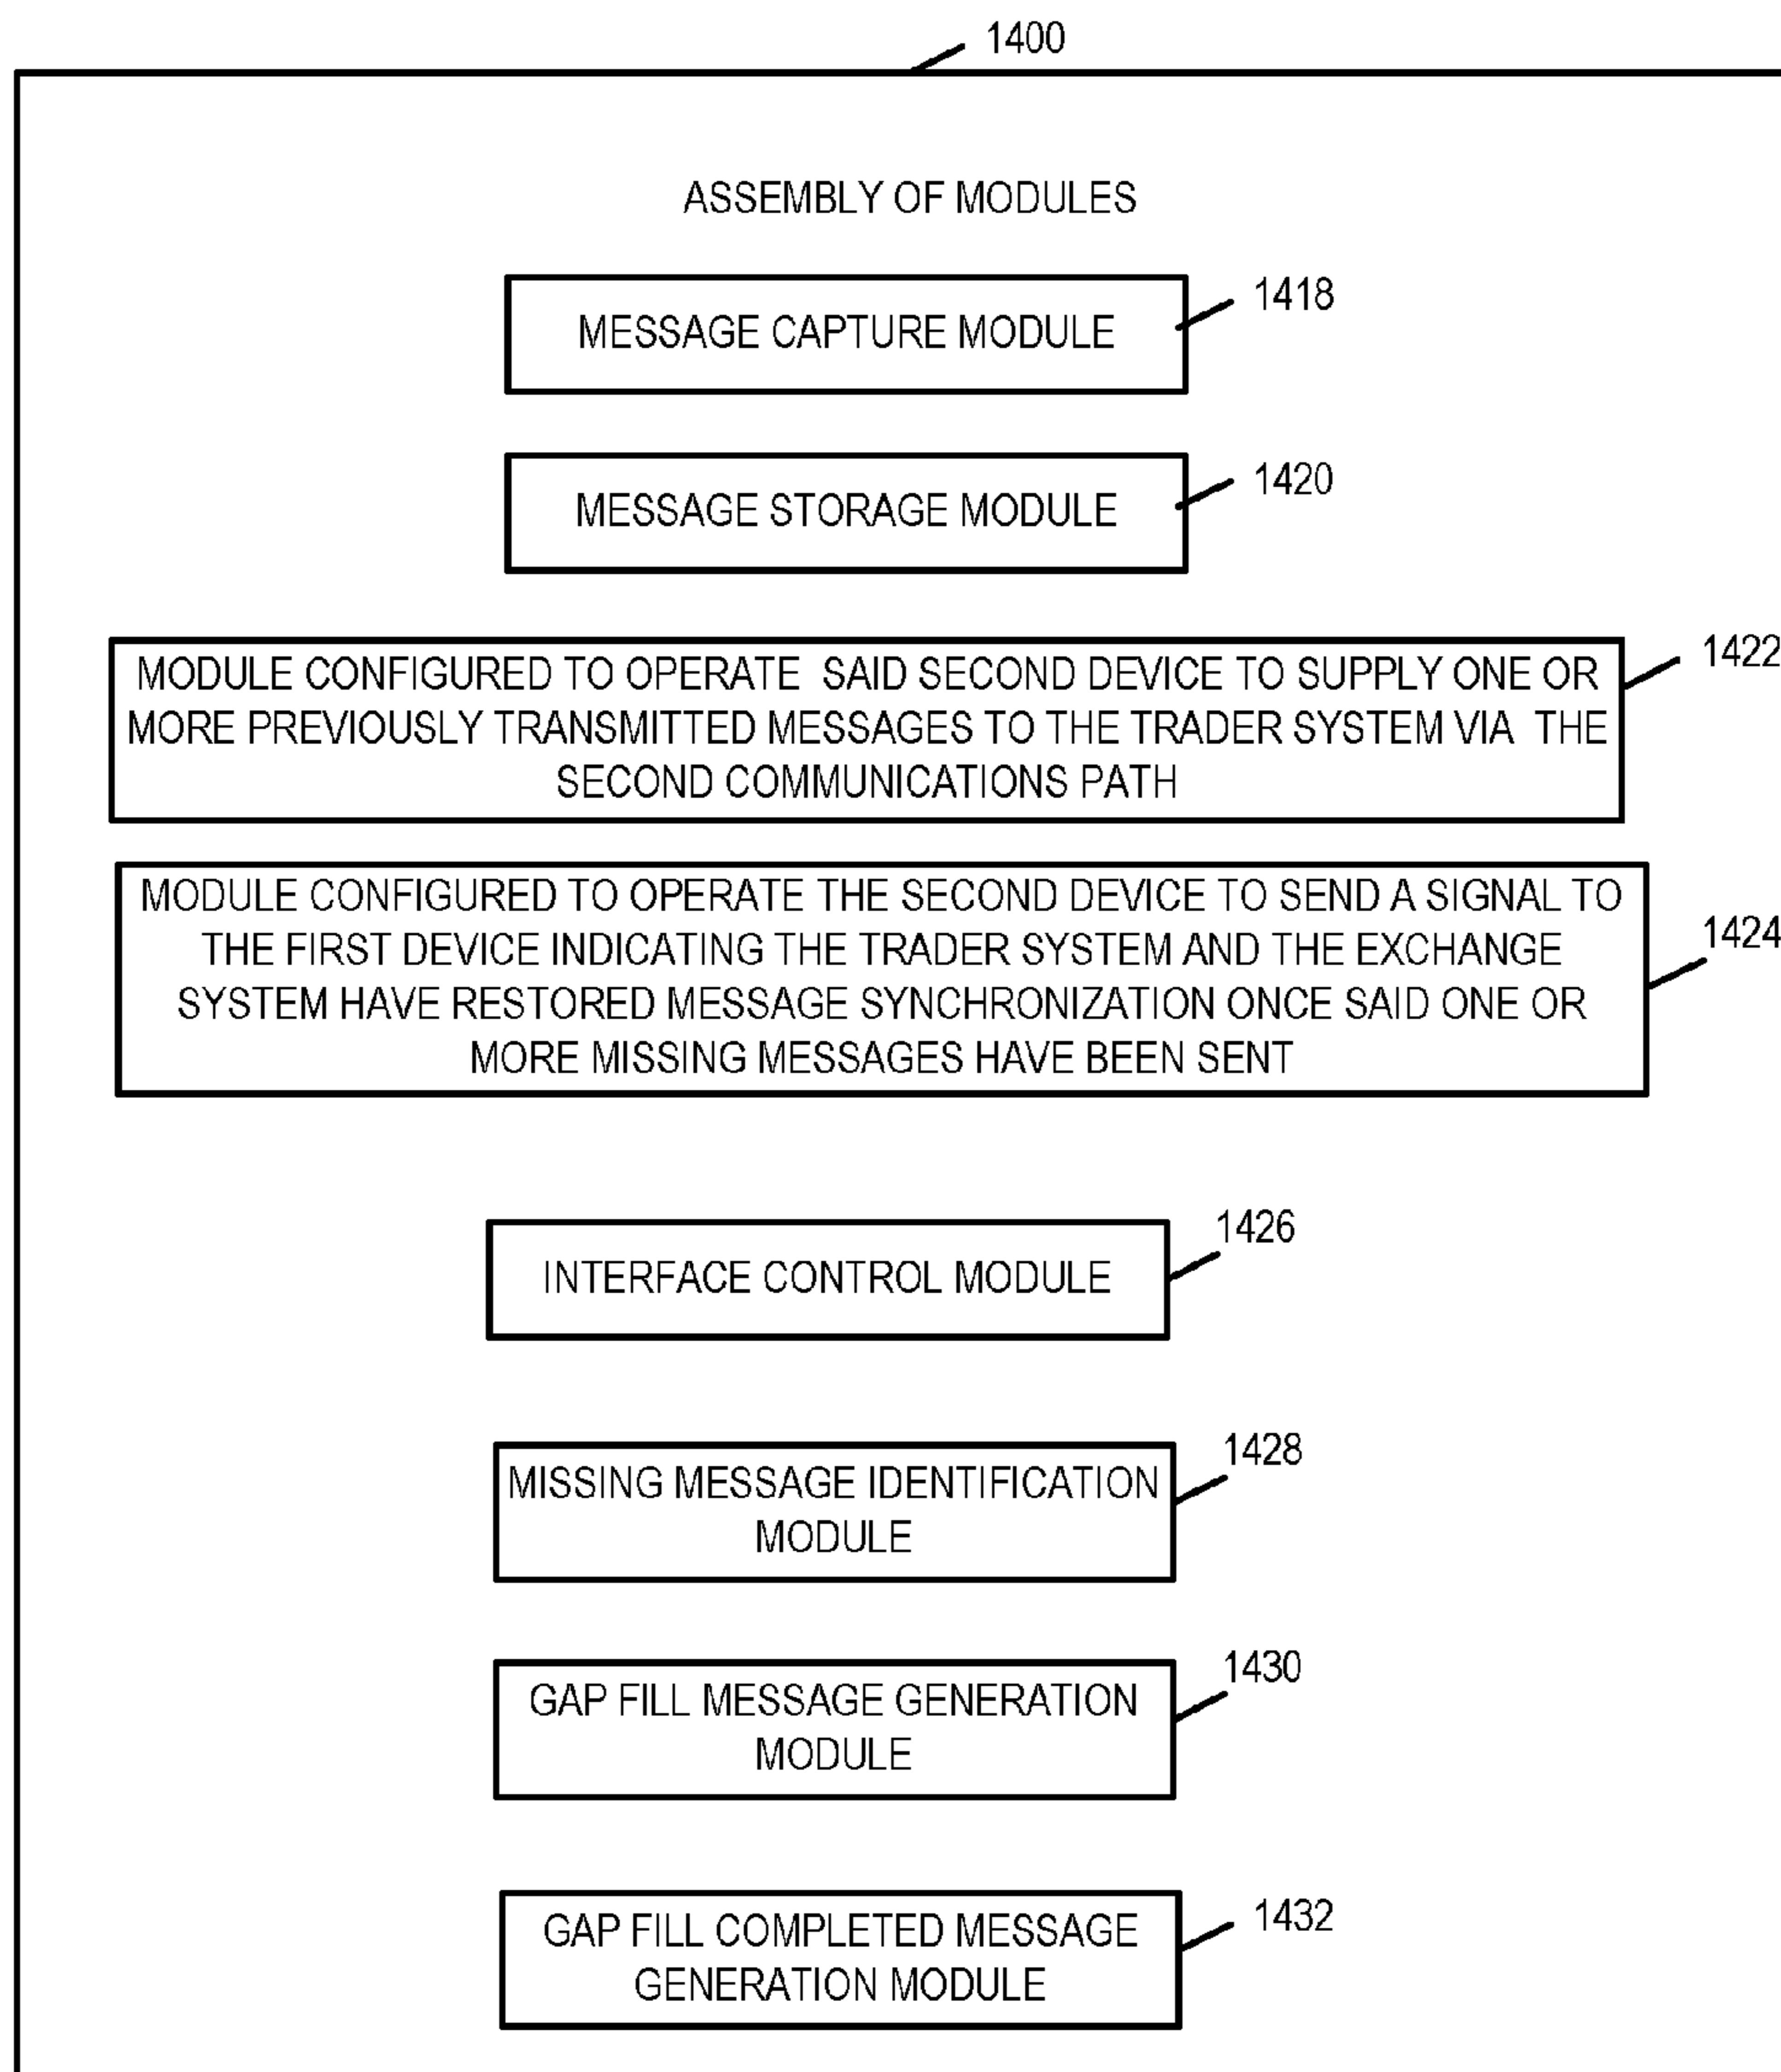 1400
ASSEMBLY OF MODULES
MESSAGE CAPTURE MODULE
1418
MESSAGE STORAGE MODULE
1420
MODULE CONFIGURED TO OPERATE SAID SECOND DEVICE TO SUPPLY ONE OR
MORE PREVIOUSLY TRANSMITTED MESSAGES TO THE TRADER SYSTEM VIA THE
SECOND COMMUNICATIONS PATH
1422
MODULE CONFIGURED TO OPERATE THE SECOND DEVICE TO SEND A SIGNAL TO
THE FIRST DEVICE INDICATING THE TRADER SYSTEM AND THE EXCHANGE
SYSTEM HAVE RESTORED MESSAGE SYNCHRONIZATION ONCE SAID ONE OR
MORE MISSING MESSAGES HAVE BEEN SENT
1424
INTERFACE CONTROL MODULE
1426
MISSING MESSAGE IDENTIFICATION
MODULE
1428
GAP FILL MESSAGE GENERATION
MODULE
1430
GAP FILL COMPLETED MESSAGE
GENERATION MODULE
1432